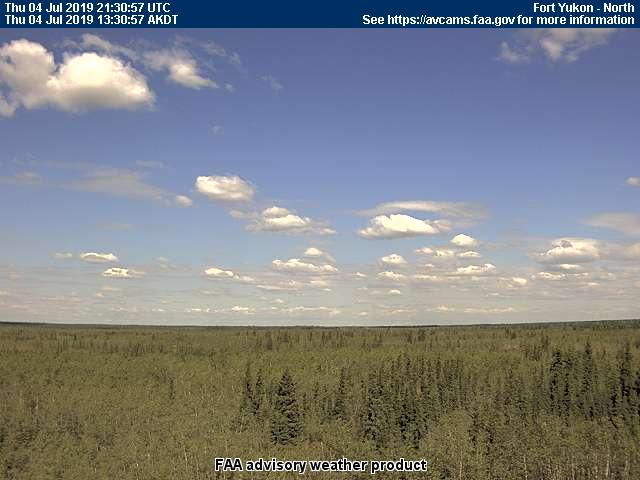 Thu 04 Jul 2019 21:30:57 UTC Fort Yukon - North
Thu 04 Jul 2019 13:30:57 AKDT See https://avcams.faa.gov for more information
FAA advisory weather product